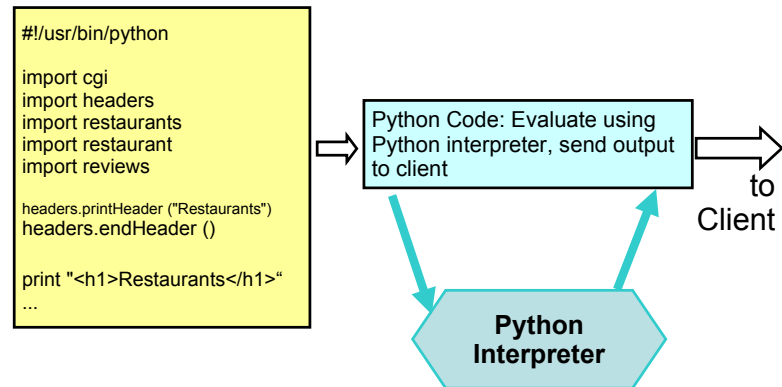 #!/usr/bin/python
import cgi
import headers
import restaurants
import restaurant
import reviews
headers.printHeader ("Restaurants")
headers.endHeader ()
print "<h1>Restaurants</h1>“
...
Python Code: Evaluate using
Python interpreter, send output
to client
to
Client
Python
Interpreter